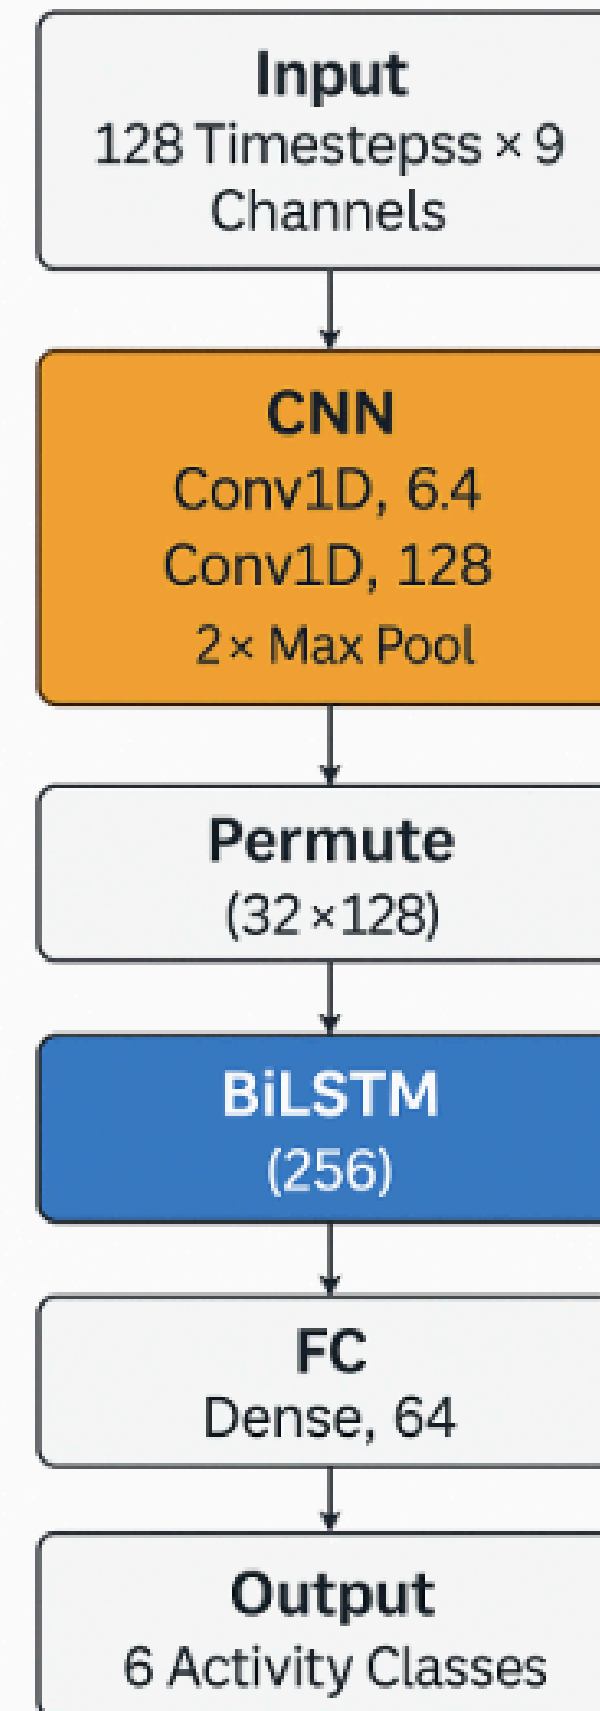 Input
128 Timestepss × 9
Channels
CNN
Conv1D, 6.4
Conv1D, 128
2× Max Pool
Permute
(32×128)
BiLSTM
(256)
FC
Dense, 64
Output
6 Activity Classes